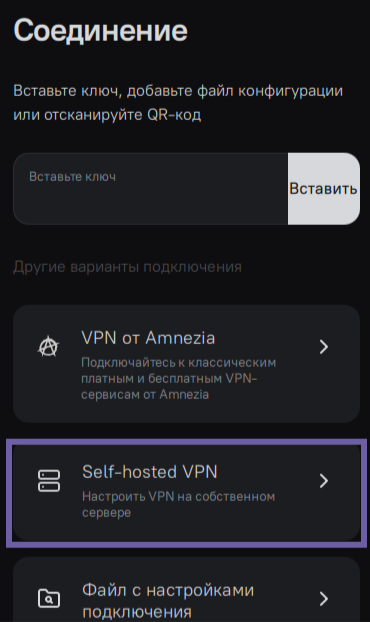 Соединение
Вставьте ключ, добавьте файл конфигурации
или отсканируйте QR-код
Вставьте ключ
Вставить
Другие варианты подключения
VPN от Amnezia
Подключайтесь к классическим
платным и бесплатным VPN-
сервисам от Amnezia
Self-hosted VPN
Настроить VPN на собственном
сервере
Файл с настройками
подключения